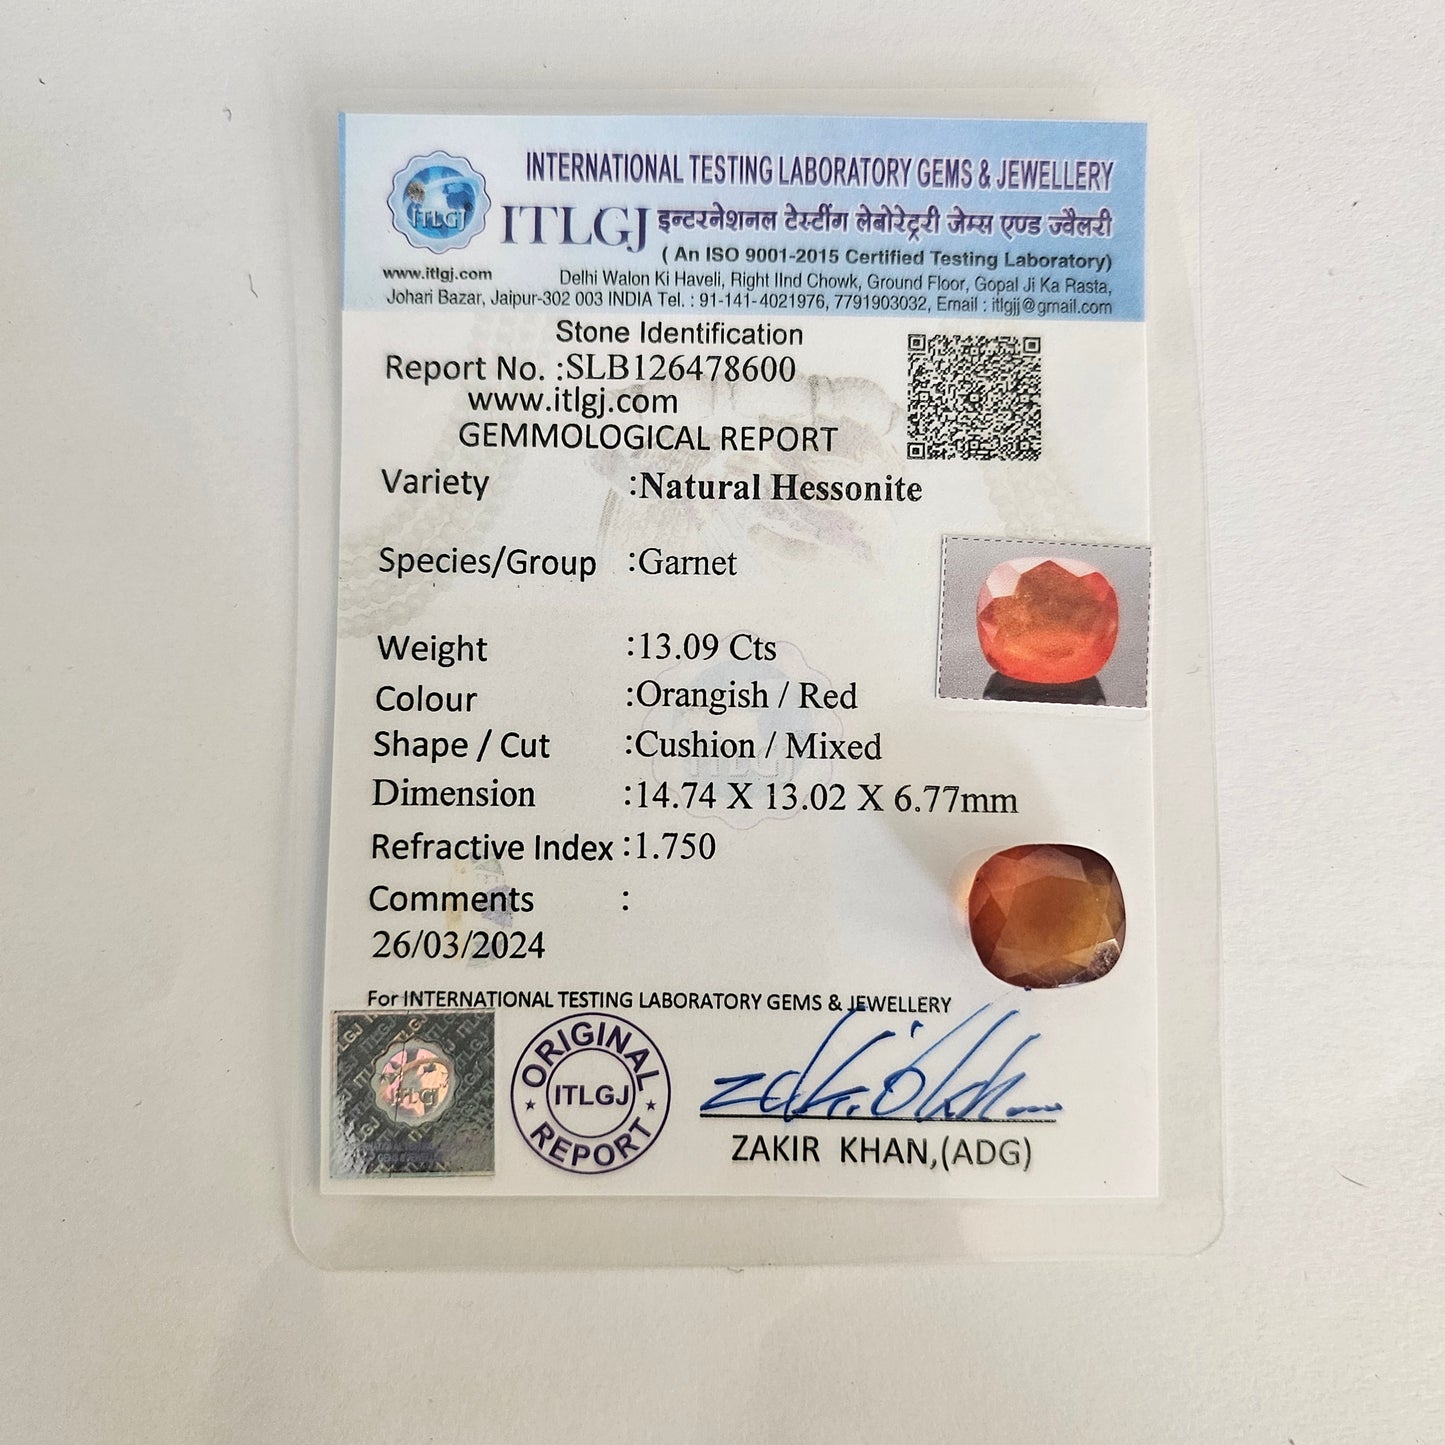 INTERNATIONAL TESTING LABORATORY GEMS & JEWELLERY
ITLGJ
ITLGJ इन्टरनेशनल टेस्टींग लेबोरेट्ररी जेम्स एण्ड ज्वैलरी
( An ISO 9001-2015 Certified Testing Laboratory)
www.itlgj.com Delhi Walon Ki Haveli, Right IInd Chowk, Ground Floor, Gopal Ji Ka Rasta,
Johari Bazar, Jaipur-302 003 INDIA Tel. : 91-141-4021976, 7791903032, Email : itlgjj@gmail.com
Stone Identification
Report No. :SLB126478600
www.itlgj.com
GEMMOLOGICAL REPORT
Variety :Natural Hessonite
Species/Group :Garnet
Weight :13.09 Cts
Colour :Orangish / Red
Shape / Cut :Cushion / Mixed
Dimension :14.74 X 13.02 X 6.77mm
Refractive Index :1.750
Comments :
26/03/2024
For INTERNATIONAL TESTING LABORATORY GEMS & JEWELLERY
ITLGJ
ORIGINAL
ITLGJ
REPORT
ZAKIR KHAN,(ADG)